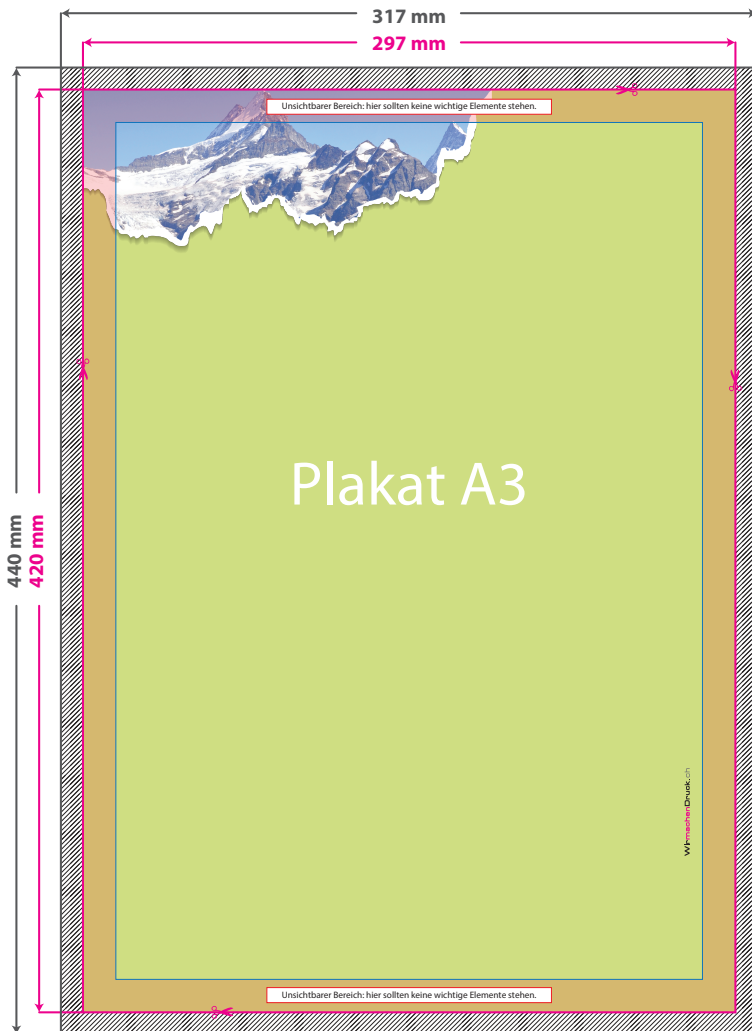 317 mm
297 mm
Unsichtbarer Bereich: hier sollten keine wichtige Elemente stehen.
Plakat A3
440 mm
420 mm
WirmachenDruck.ch
Unsichtbarer Bereich: hier sollten keine wichtige Elemente stehen.